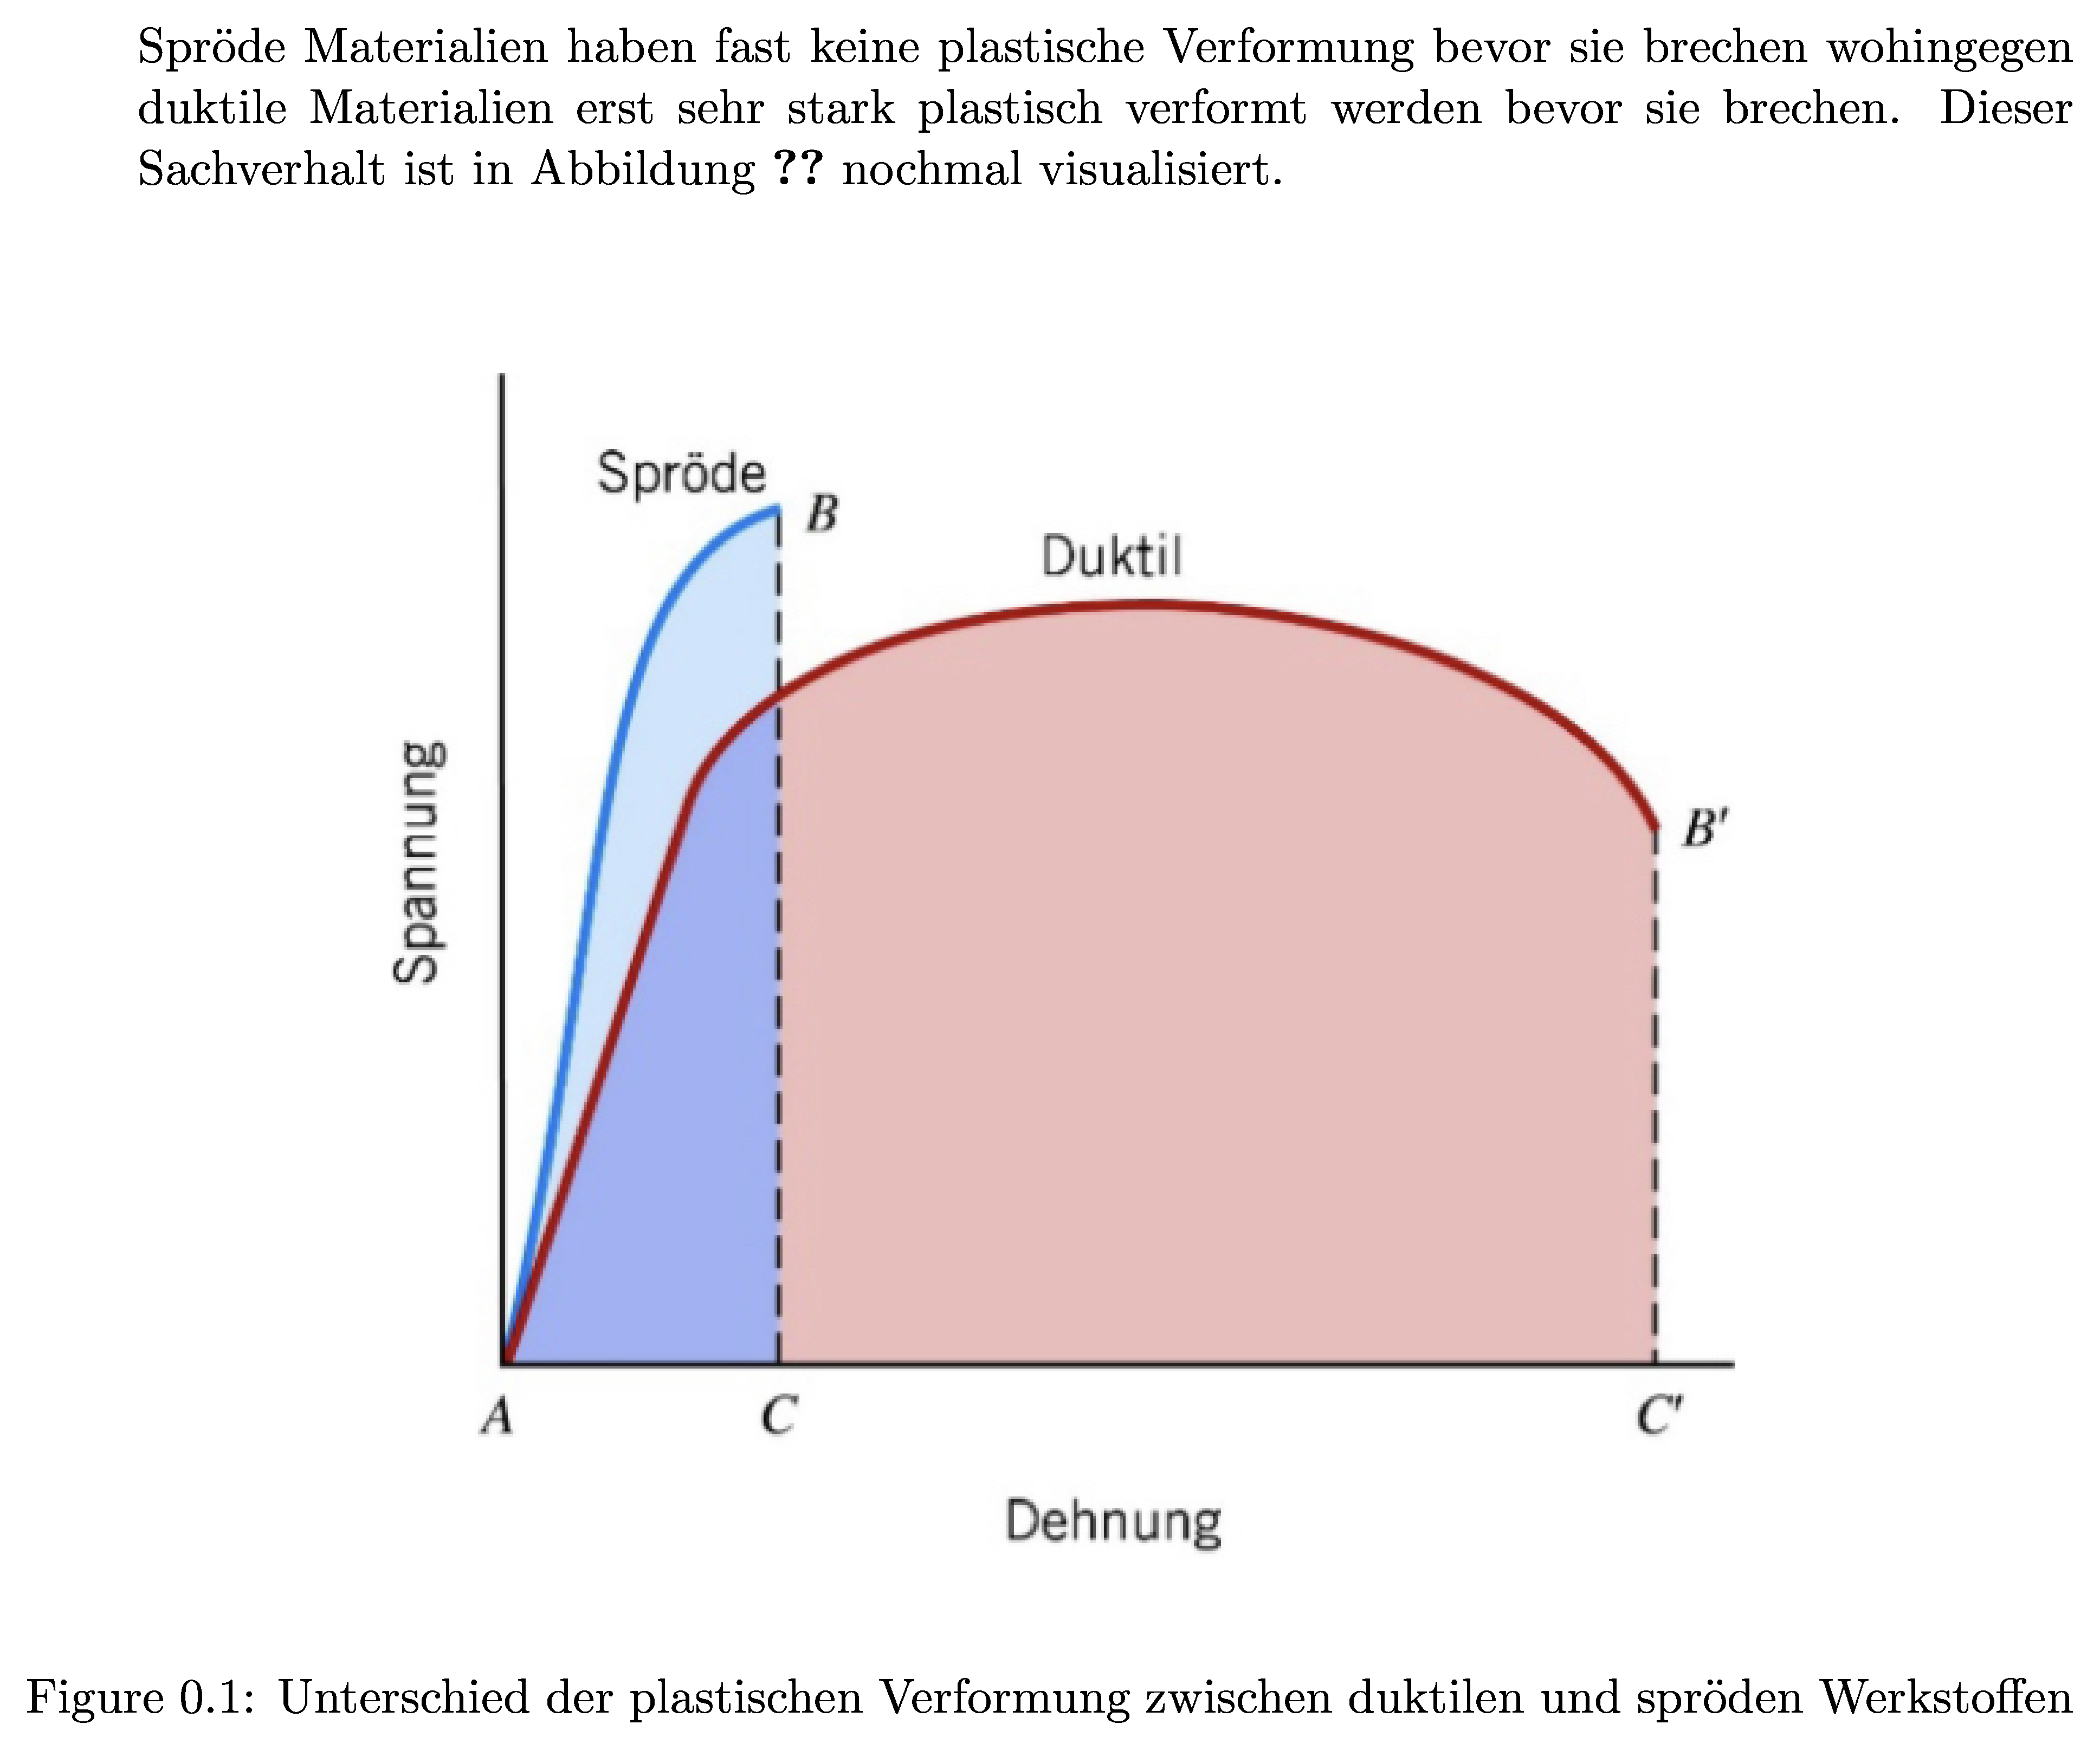 Spröde Materialien haben fast keine plastische Verformung bevor sie brechen wohingegen
duktile Materialien erst sehr stark plastisch verformt werden bevor sie brechen. Dieser
Sachverhalt ist in Abbildung ?? nochmal visualisiert.
Spröde
B
Duktil
Spannung
B'
A
C
C'
Dehnung
Figure 0.1: Unterschied der plastischen Verformung zwischen duktilen und spröden Werkstoffen